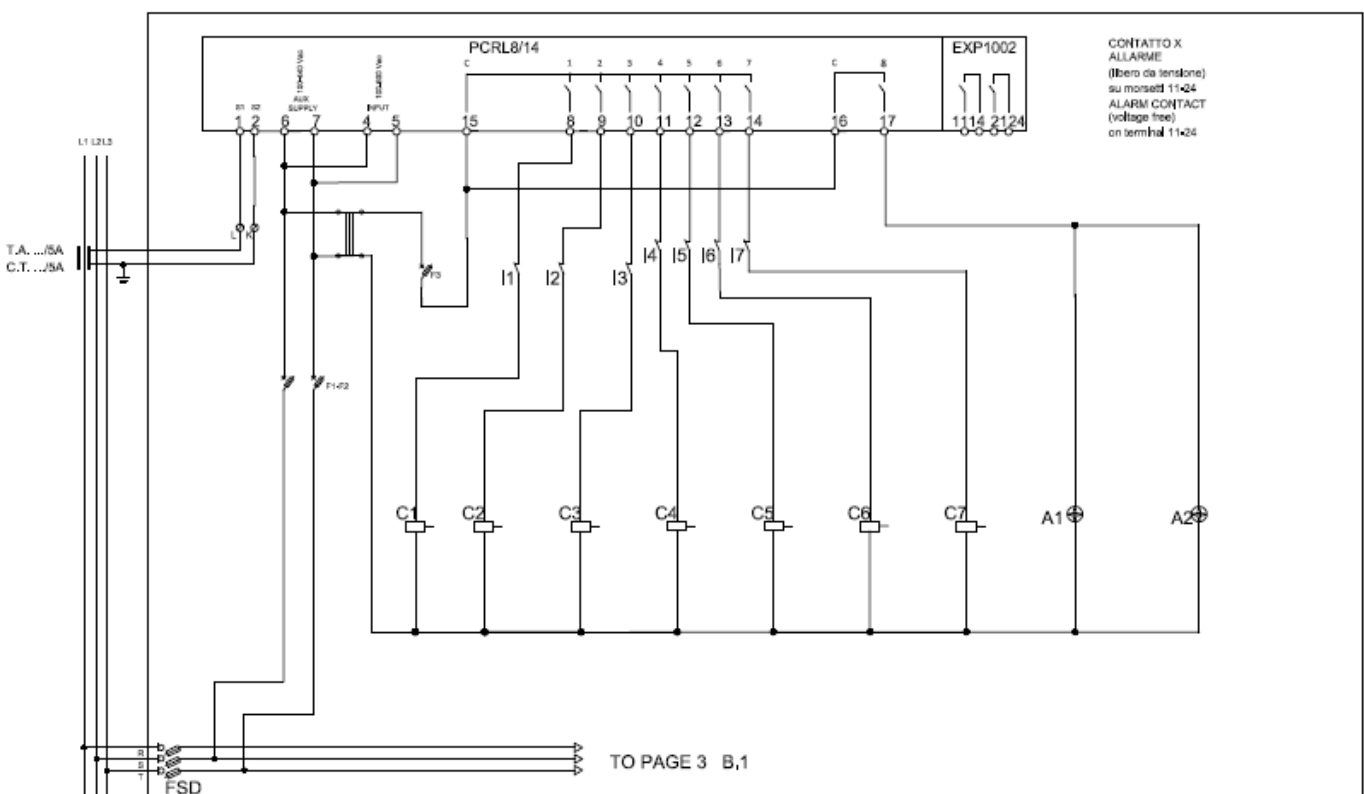 PCRL8/14
EXP1002
CONTATTO X
ALLARME
(libero da tensione)
su morsetti 11-24
ALARM CONTACT
(voltage free)
on terminal 11-24
C 1 2 3 4 5 6 7 C 8
AUX
SUPPLY
INPUT
S1 S2
1 2 6 7 4 5 15 8 9 10 11 12 13 14 16 17 11 14 21 24
L1 L2 L3
L K
T.A. .../5A
C.T. .../5A
F3
I1 I2 I3 I4 I5 I6 I7
F1-F2
C1 C2 C3 C4 C5 C6 C7 A1 A2
R
S
T
TO PAGE 3 B,1
FSD